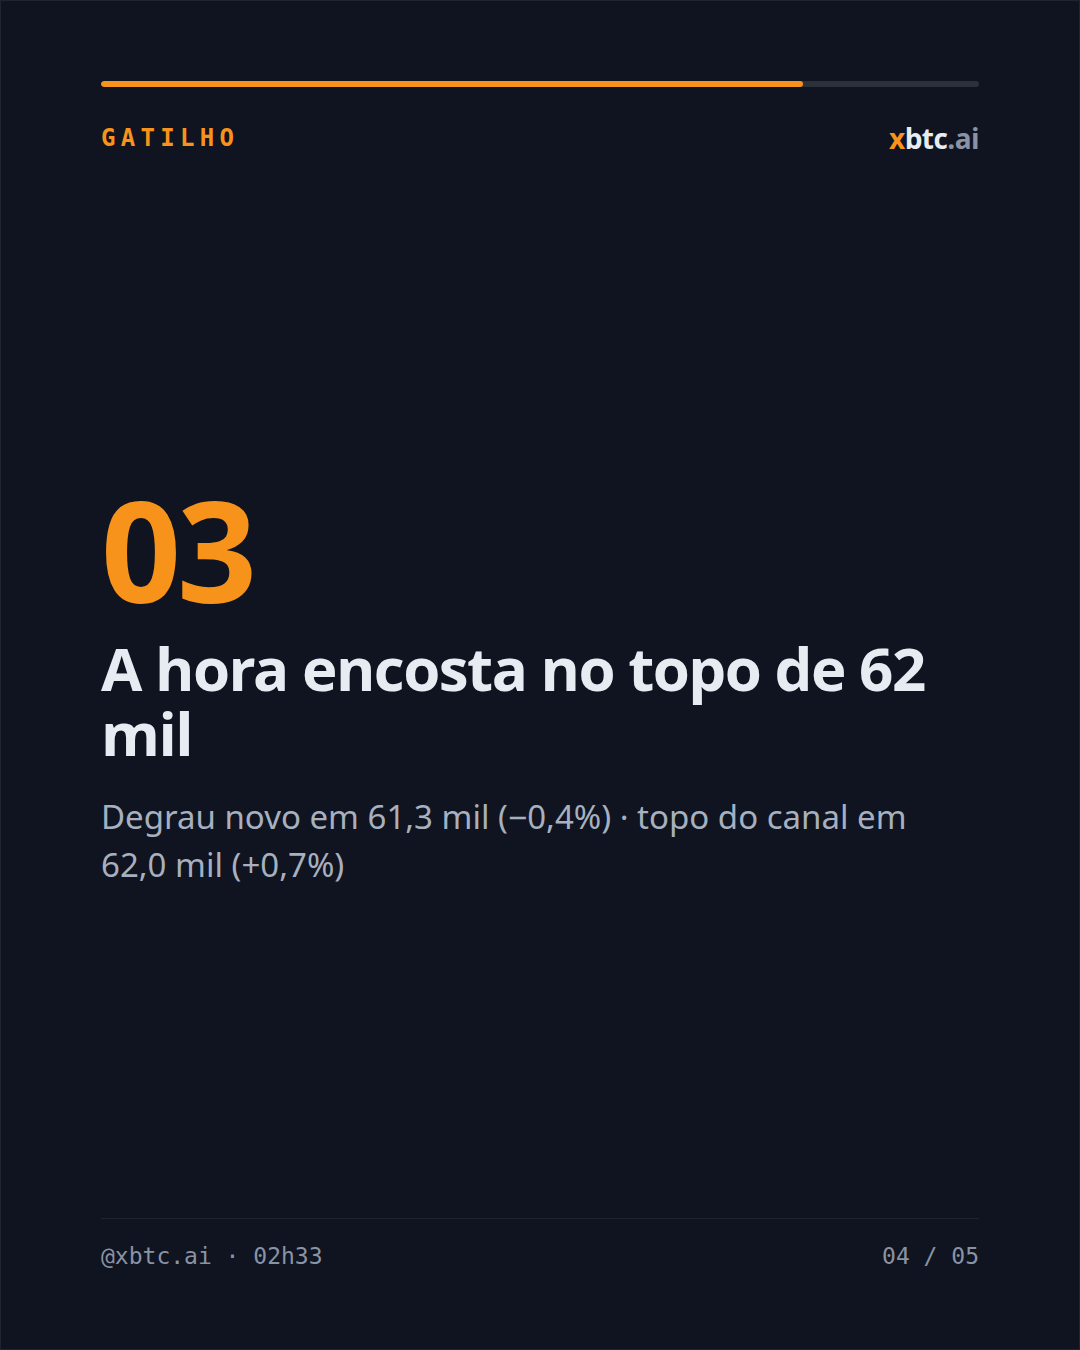 GATILHO
xbtc.ai
03
A hora encosta no topo de 62
mil
Degrau novo em 61,3 mil (−0,4%) · topo do canal em
62,0 mil (+0,7%)
@xbtc.ai · 02h33
04 / 05